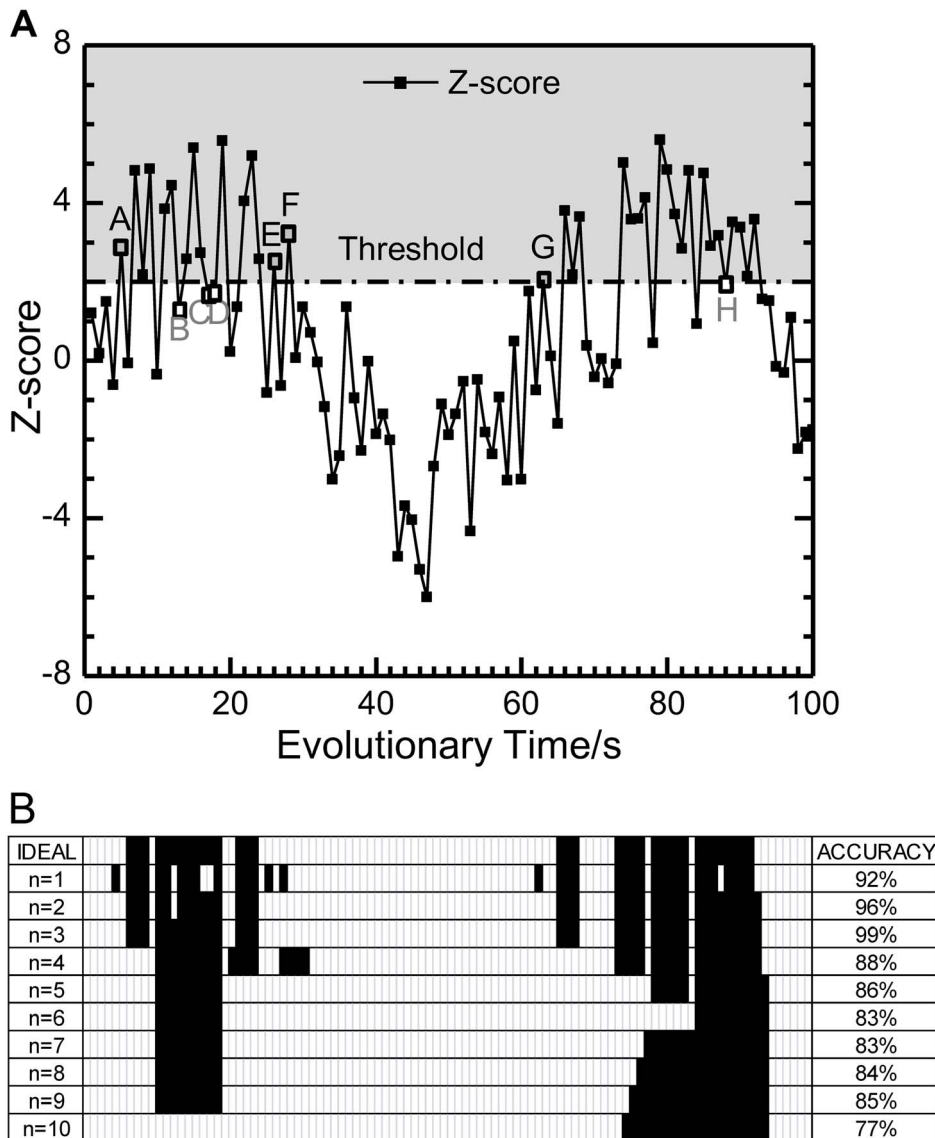 A
8
Z-score
A
F
E
4
Threshold
G
B
C
D
H
0
-4
-8
Z-score
0 20 40 60 80 100
Evolutionary Time/s
B
IDEAL ACCURACY
n=1 92%
n=2 96%
n=3 99%
n=4 88%
n=5 86%
n=6 83%
n=7 83%
n=8 84%
n=9 85%
n=10 77%